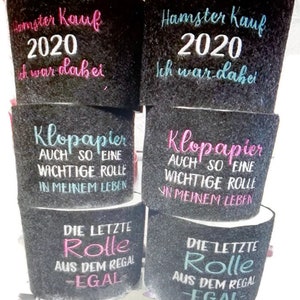 Hamster Kauf
2020
Ich war dabei
Hamster Kauf
2020
Ich war dabei
Klopapier
AUCH SO EINE
WICHTIGE ROLLE
IN MEINEM LEBEN
Klopapier
AUCH SO EINE
WICHTIGE ROLLE
IN MEINEM LEBEN
DIE LETZTE
Rolle
AUS DEM REGAL
-EGAL-
DIE LETZTE
Rolle
AUS DEM REGAL
-EGAL-